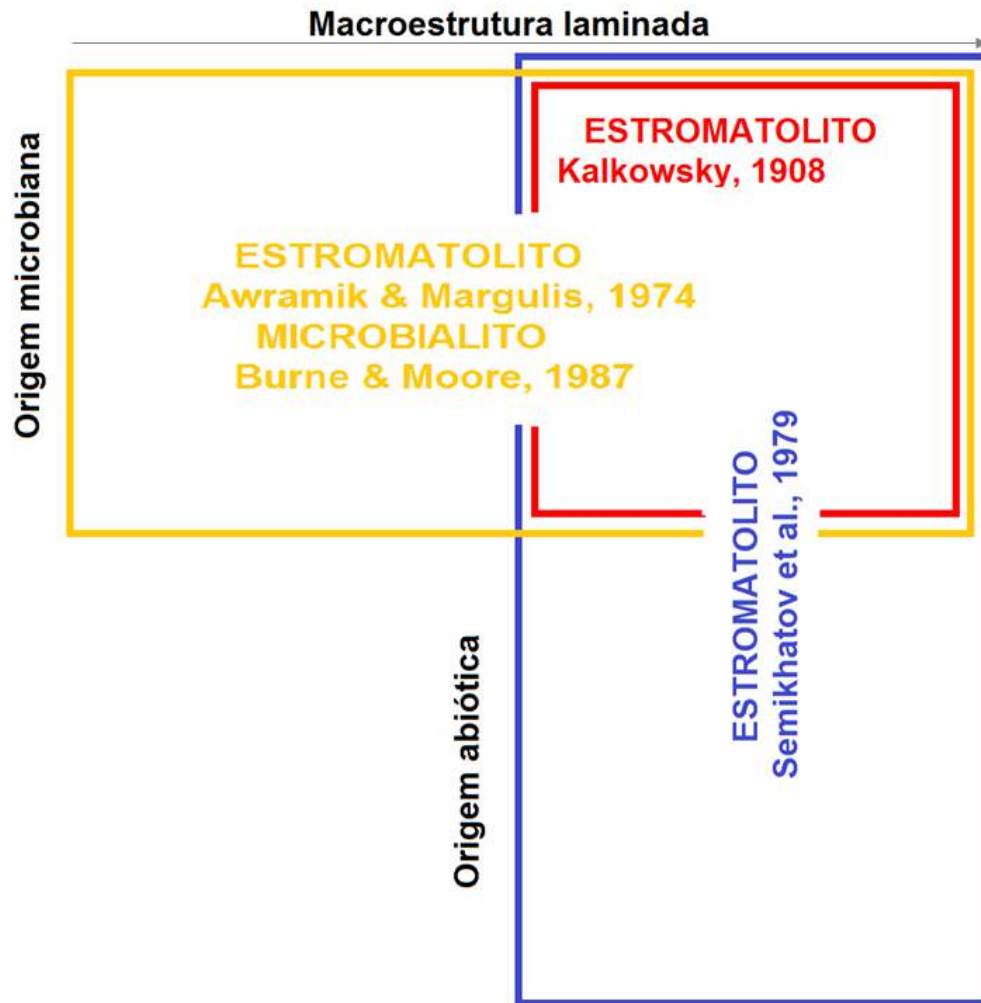 Macroestrutura laminada
Origem microbiana
ESTROMATOLITO
Kalkowsky, 1908
ESTROMATOLITO
Awramik & Margulis, 1974
MICROBIALITO
Burne & Moore, 1987
Origem abiótica
ESTROMATOLITO
Semikhatov et al., 1979